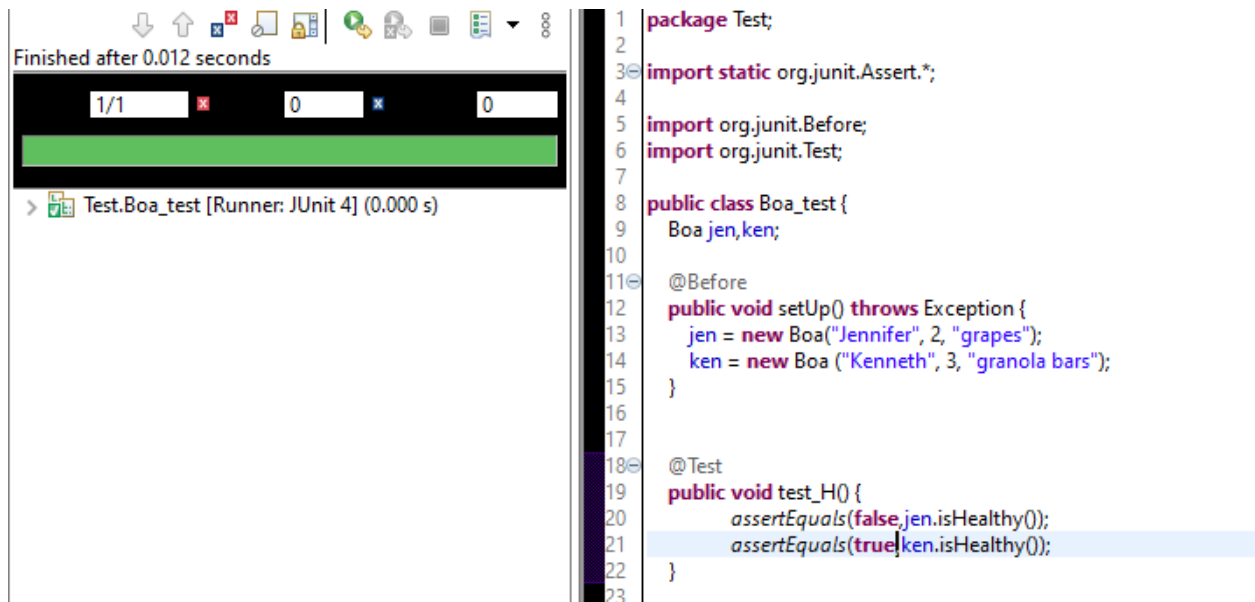 Finished after 0.012 seconds
1/1 0 0
Test.Boa_test [Runner: JUnit 4] (0.000 s)
1 package Test;
2
3 import static org.junit.Assert.*;
4
5 import org.junit.Before;
6 import org.junit.Test;
7
8 public class Boa_test {
9 Boa jen,ken;
10
11 @Before
12 public void setUp() throws Exception {
13 jen = new Boa("Jennifer", 2, "grapes");
14 ken = new Boa ("Kenneth", 3, "granola bars");
15 }
16
17
18 @Test
19 public void test_H() {
20 assertEquals(false,jen.isHealthy());
21 assertEquals(true,ken.isHealthy());
22 }
23